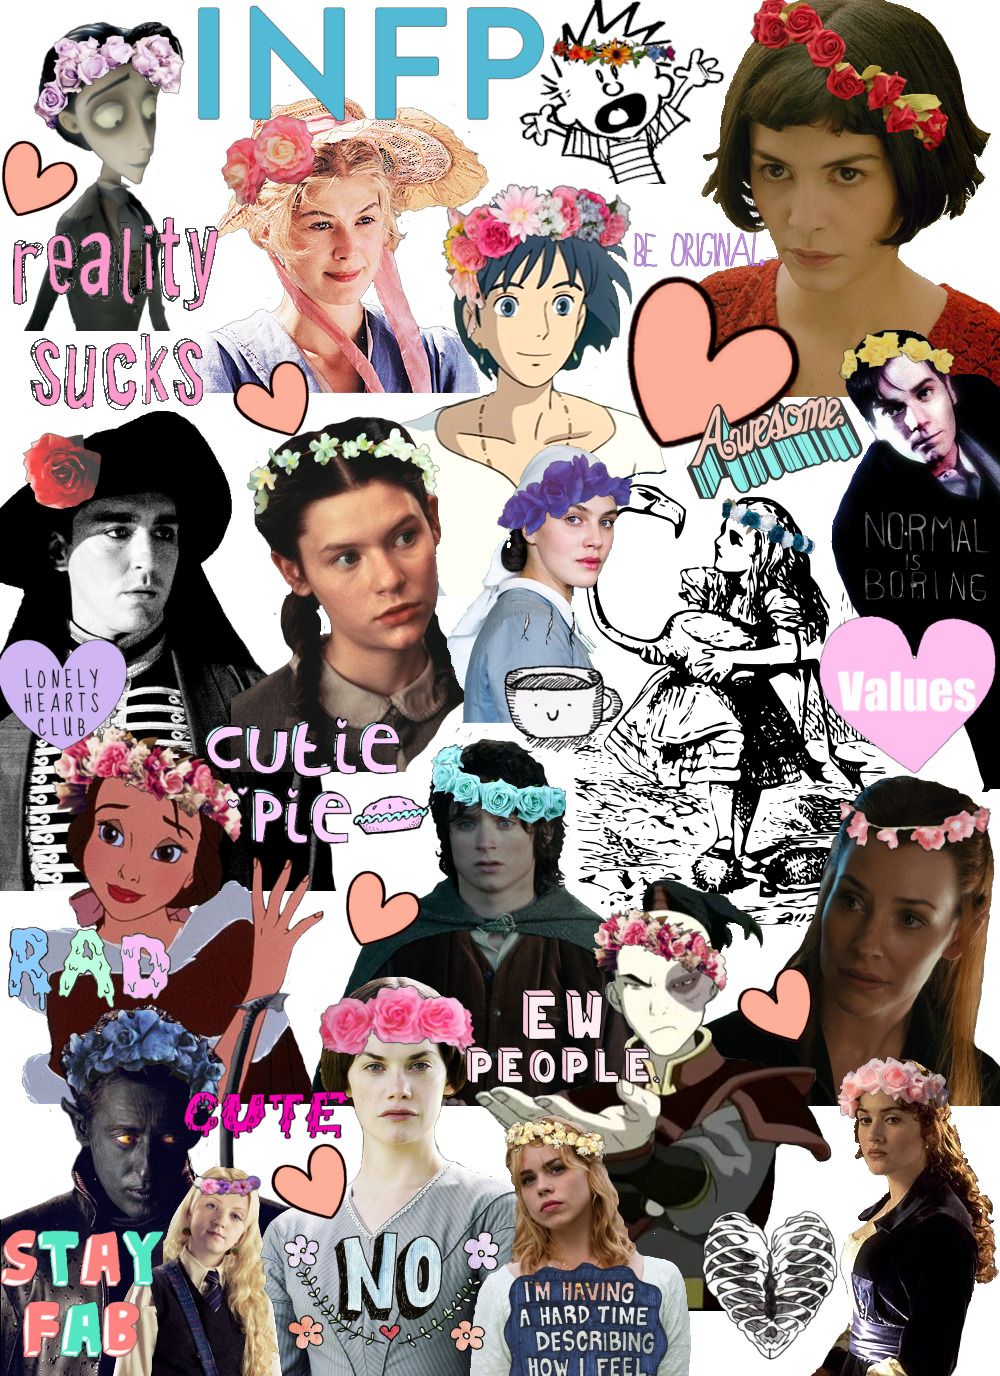 INFP
BE ORIGINAL.
reality
sucks
Awesome.
NORMAL
IS
BORING
LONELY
HEARTS
CLUB
Values
cutie
pie
RAD
EW
PEOPLE.
CUTE
STAY
FAB
NO
I'M HAVING
A HARD TIME
DESCRIBING
HOW I FEEL.